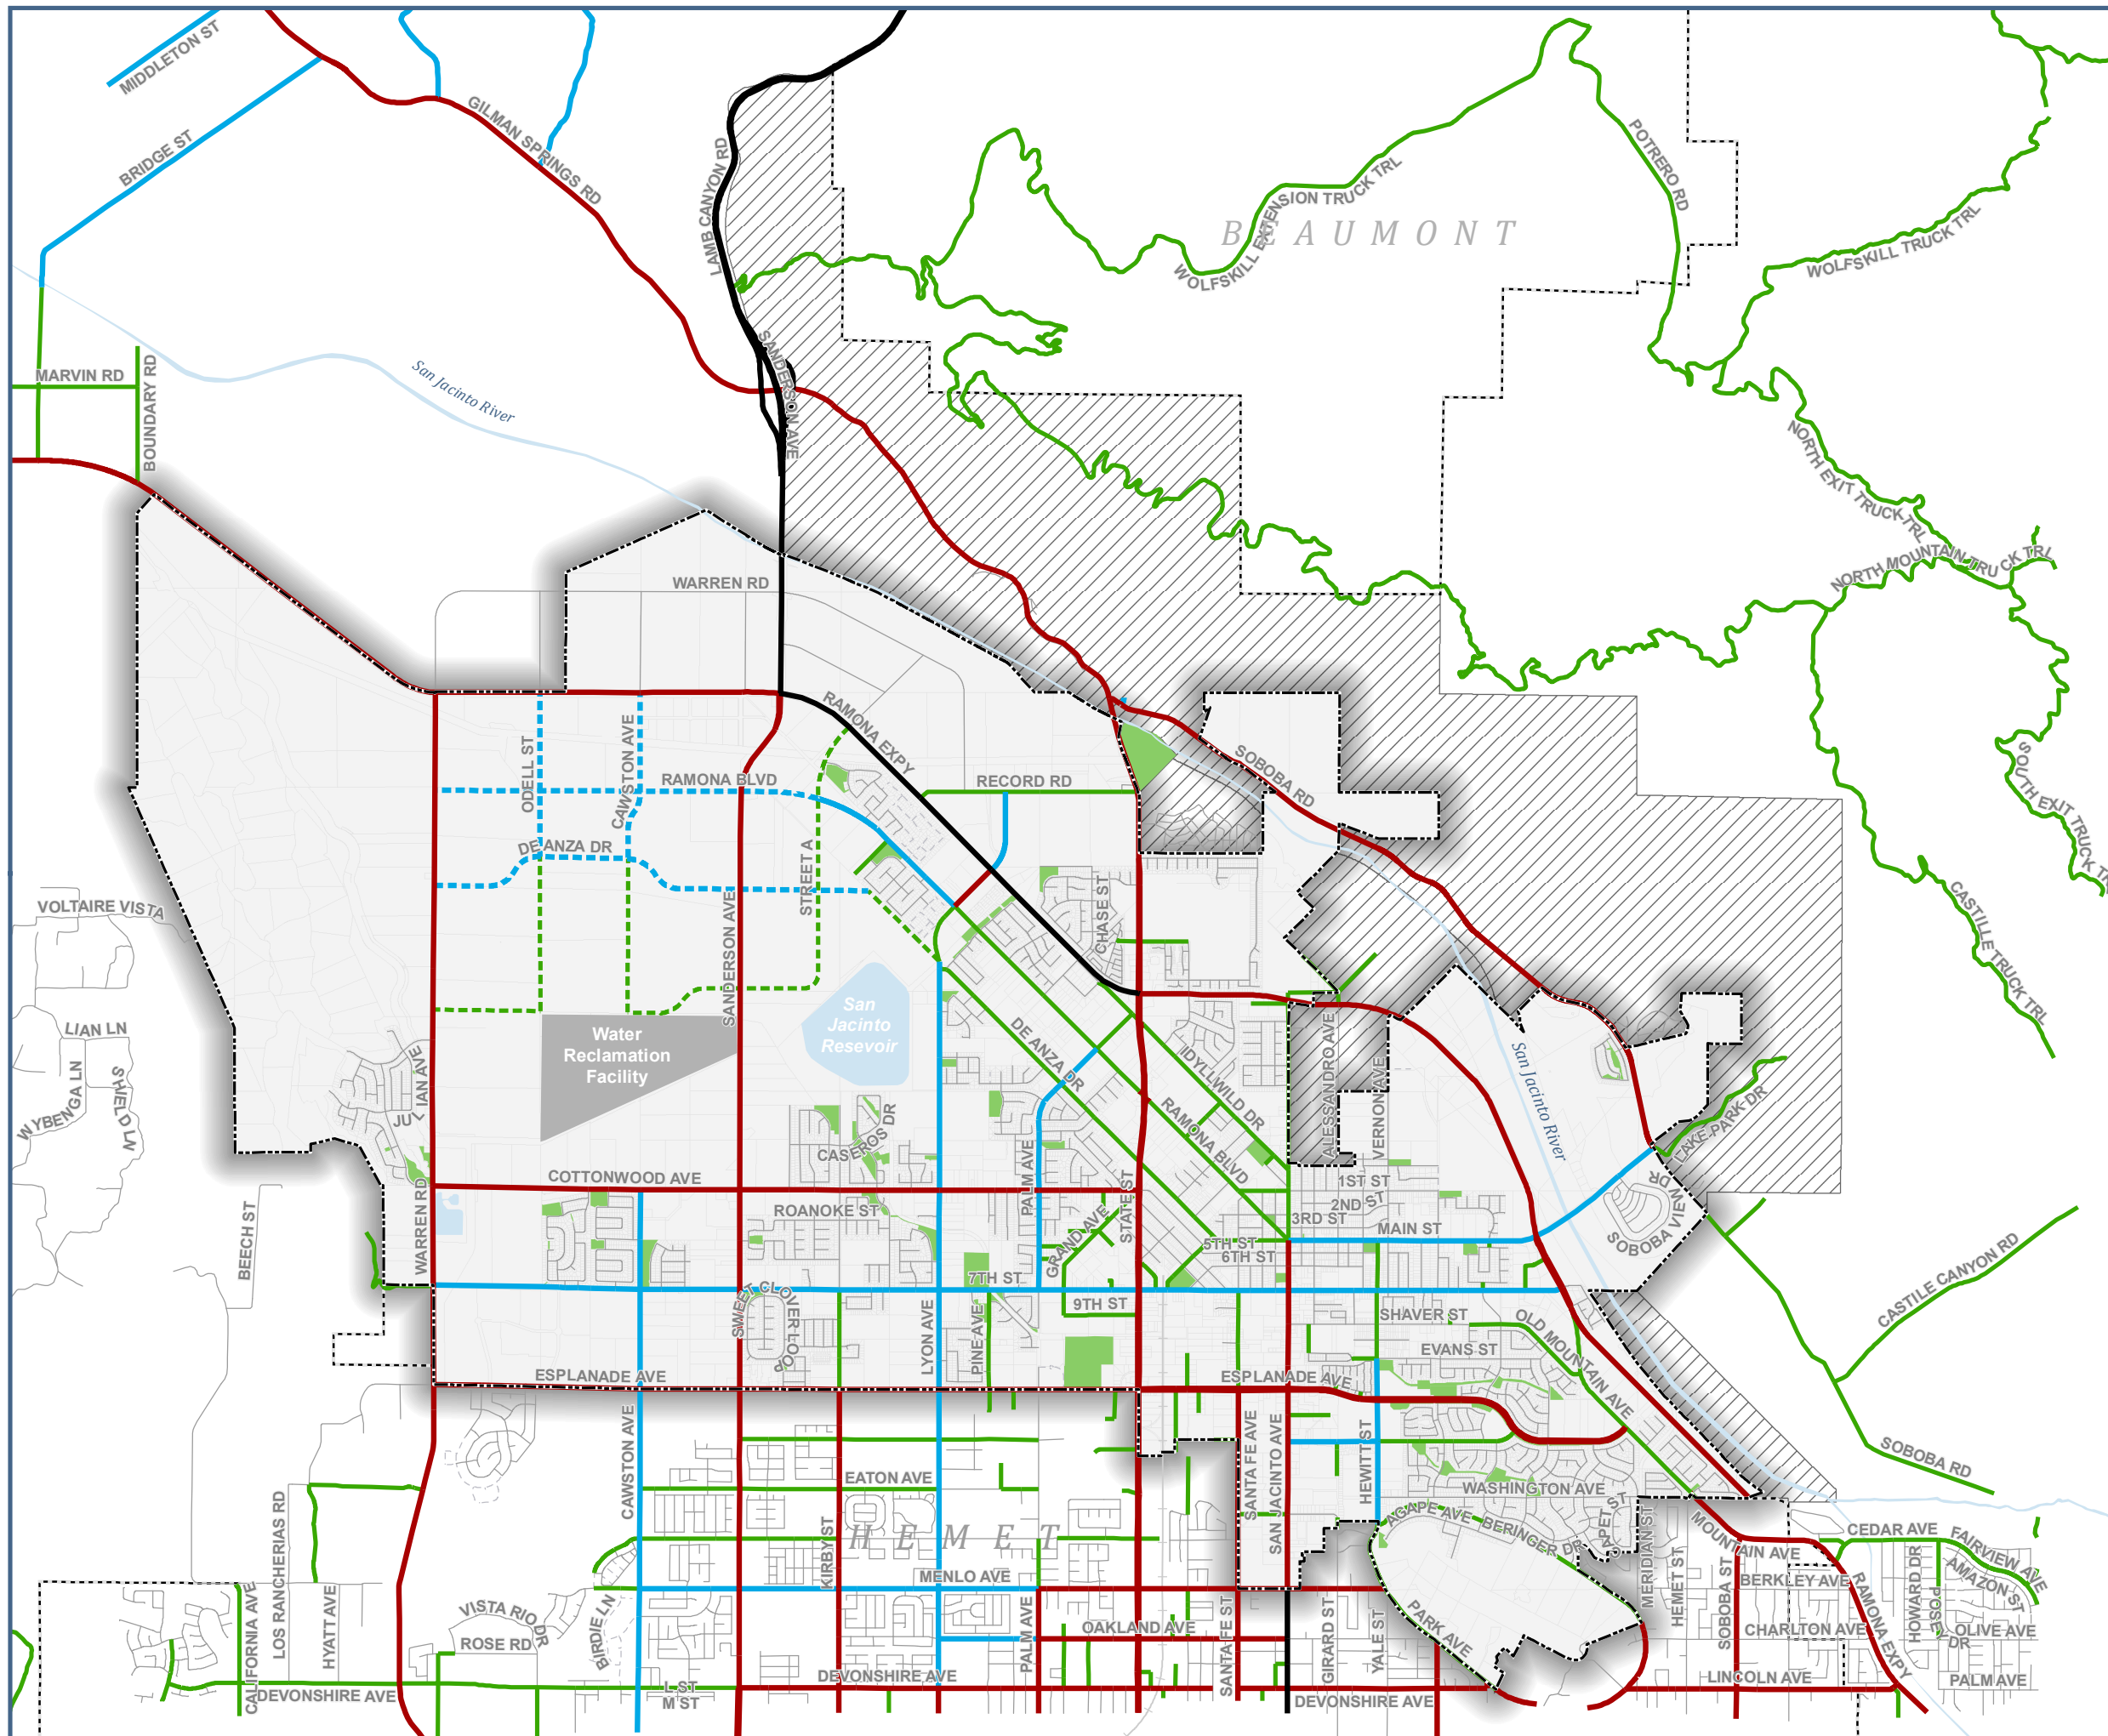 MIDDLETON ST
BRIDGE ST
GILMAN SPRINGS RD
LAMB CANYON RD
WOLFSKILL EXTENSION TRUCK TRL
POTRERO RD
BEAUMONT
WOLFSKILL TRUCK TRL
SANDERSON AVE
MARVIN RD
BOUNDARY RD
San Jacinto River
NORTH EXIT TRUCK TRL
NORTH MOUNTAIN TRUCK TRL
WARREN RD
RAMONA EXPY
ODELL ST
CAWSTON AVE
RAMONA BLVD
RECORD RD
SOBOBA RD
SOUTH EXIT TRUCK TR
DE ANZA DR
STREET A
SANDERSON AVE
CHASE ST
CASTILLE TRUCK TRL
VOLTAIRE VISTA
LIAN LN
WYBENGA LN
SHIELD LN
JULIAN AVE
Water
Reclamation
Facility
San
Jacinto
Resevoir
DE ANZA DR
IDYLLWILD DR
RAMONA BLVD
ALESSANDRO AVE
VERNON AVE
San Jacinto River
LAKE PARK DR
CASEROS DR
COTTONWOOD AVE
PALM AVE
STATE ST
1ST ST
2ND ST
3RD ST
MAIN ST
SOBOBA VIEW DR
BEECH ST
WARREN RD
ROANOKE ST
GRAND AVE
5TH ST
6TH ST
7TH ST
9TH ST
SWEET CLOVER LOOP
LYON AVE
PINE AVE
SHAVER ST
OLD MOUNTAIN AVE
EVANS ST
CASTILE CANYON RD
ESPLANADE AVE
ESPLANADE AVE
CAWSTON AVE
SANTA FE AVE
SAN JACINTO AVE
HEWITT ST
SOBOBA RD
EATON AVE
WASHINGTON AVE
LOS RANCHERIAS RD
KIRBY ST
HEMET
AGAPE AVE
BERINGER DR
TAPET ST
MERIDIAN ST
MOUNTAIN AVE
CEDAR AVE
FAIRVIEW AVE
AMAZON ST
MENLO AVE
HEMET ST
SOBOBA ST
BERKLEY AVE
RAMONA EXPY
HOWARD DR
POSEL DR
CALIFORNIA AVE
HYATT AVE
VISTA RIO DR
ROSE RD
BIRDIE LN
PALM AVE
OAKLAND AVE
SANTA FE ST
GIRARD ST
YALE ST
PARK AVE
CHARLTON AVE
OLIVE AVE
DEVONSHIRE AVE
L ST
M ST
DEVONSHIRE AVE
DEVONSHIRE AVE
LINCOLN AVE
PALM AVE